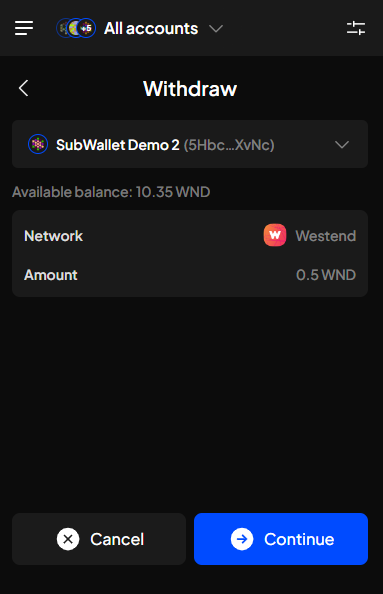 +5 All accounts
Withdraw
SubWallet Demo 2 (5Hbc...XvNc)
Available balance: 10.35 WND
Network W Westend
Amount 0.5 WND
Cancel Continue